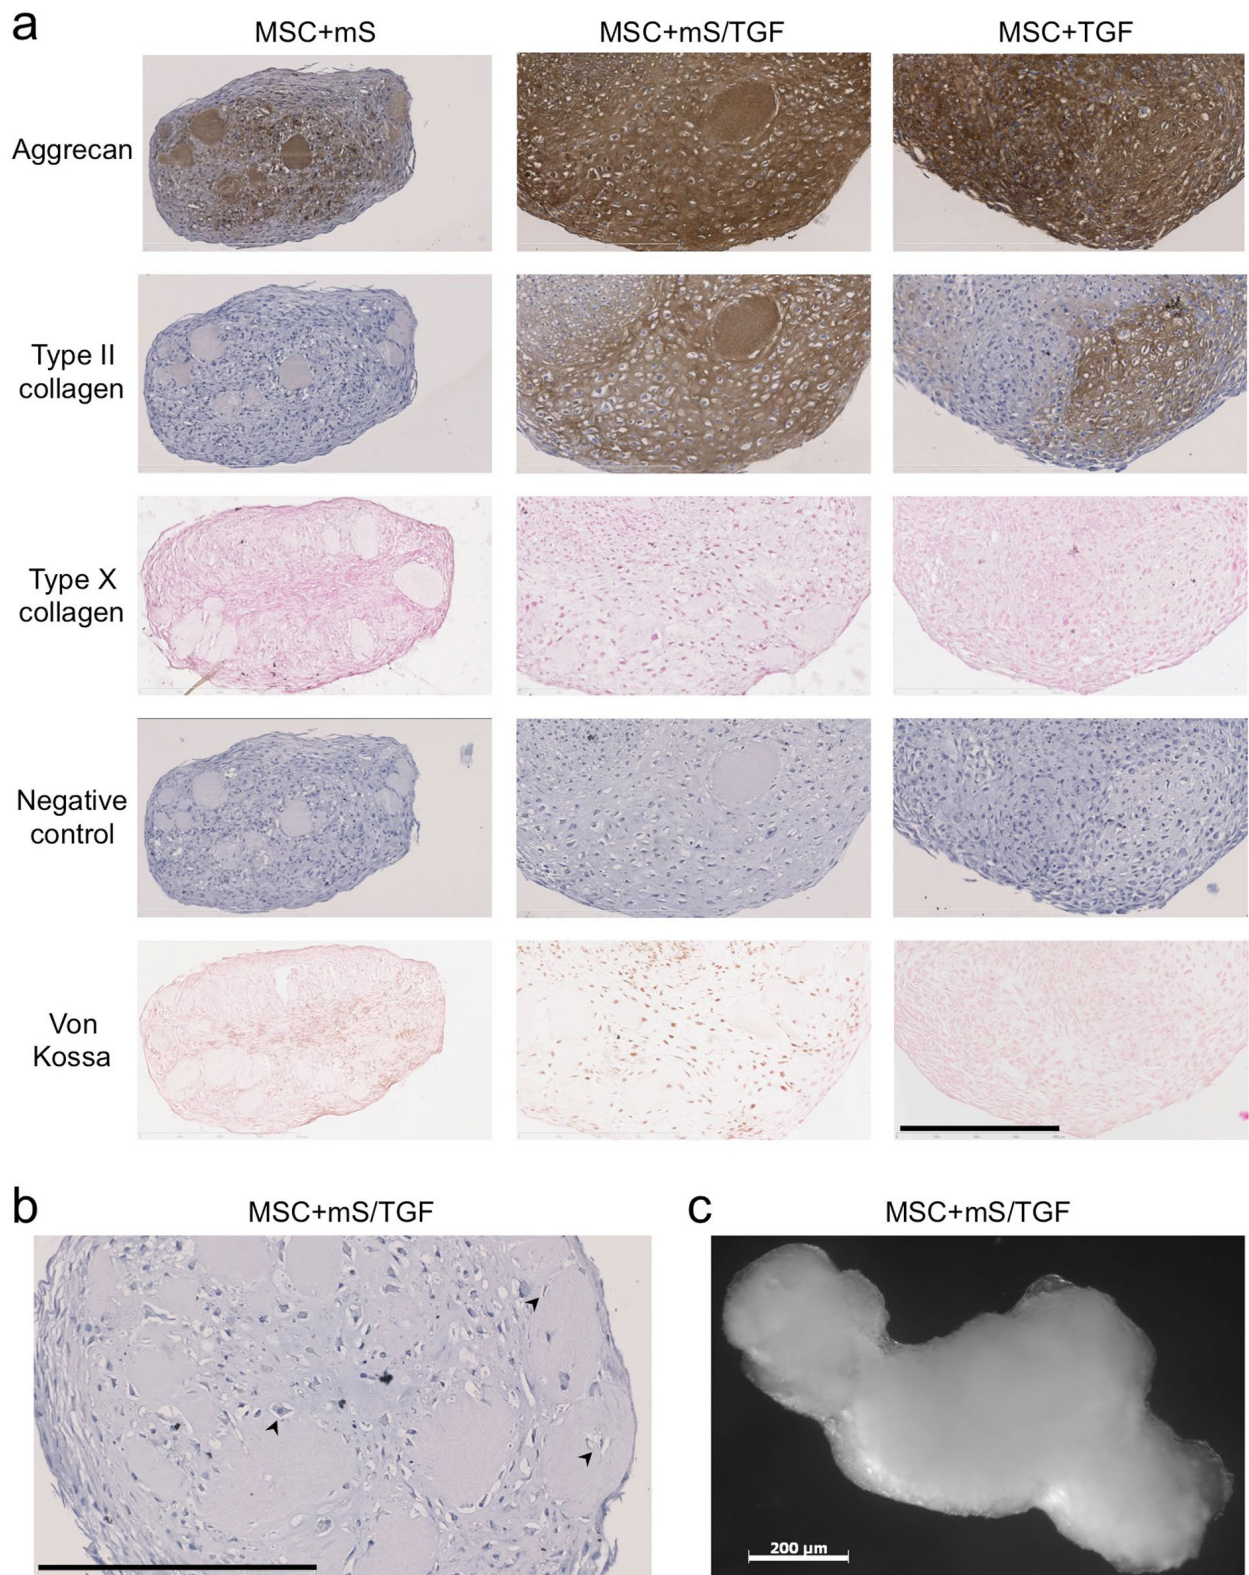 a
MSC+mS
MSC+mS/TGF
MSC+TGF
Aggrecan
Type II
collagen
Type X
collagen
Negative
control
Von
Kossa
b
MSC+mS/TGF
c
MSC+mS/TGF
200 µm